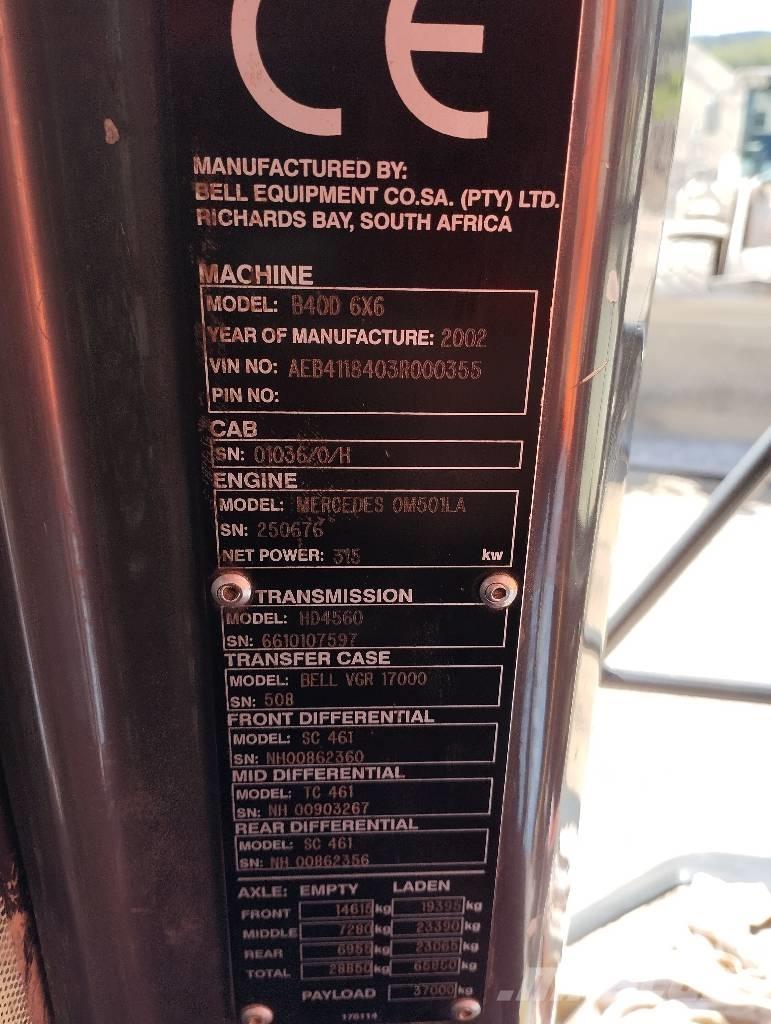 CE
MANUFACTURED BY:
BELL EQUIPMENT CO.SA. (PTY) LTD.
RICHARDS BAY, SOUTH AFRICA
MACHINE
MODEL: B40D 6X6
YEAR OF MANUFACTURE: 2002
VIN NO: AEB4118403R000355
PIN NO:
CAB
SN: 01036/0/H
ENGINE
MODEL: MERCEDES OM501LA
SN: 250676
NET POWER: 315 kw
TRANSMISSION
MODEL: HD4560
SN: 6610107597
TRANSFER CASE
MODEL: BELL VGR 17000
SN: 508
FRONT DIFFERENTIAL
MODEL: SC 461
SN: NH00862360
MID DIFFERENTIAL
MODEL: TC 461
SN: NH 00903267
REAR DIFFERENTIAL
MODEL: SC 461
SN: NH 00862356
AXLE: EMPTY LADEN
FRONT 14615 kg 19395 kg
MIDDLE 7280 kg 23390 kg
REAR 6955 kg 23065 kg
TOTAL 28850 kg 65850 kg
PAYLOAD 37000 kg